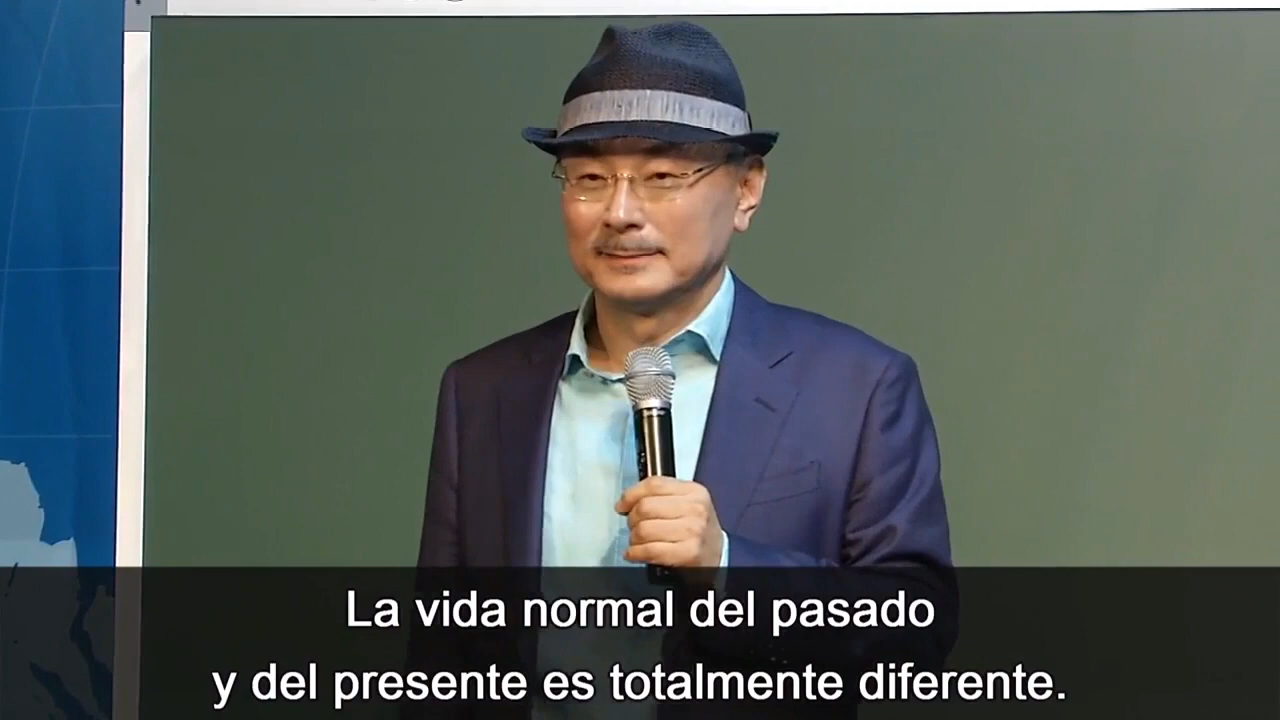 La vida normal del pasado
y del presente es totalmente diferente.